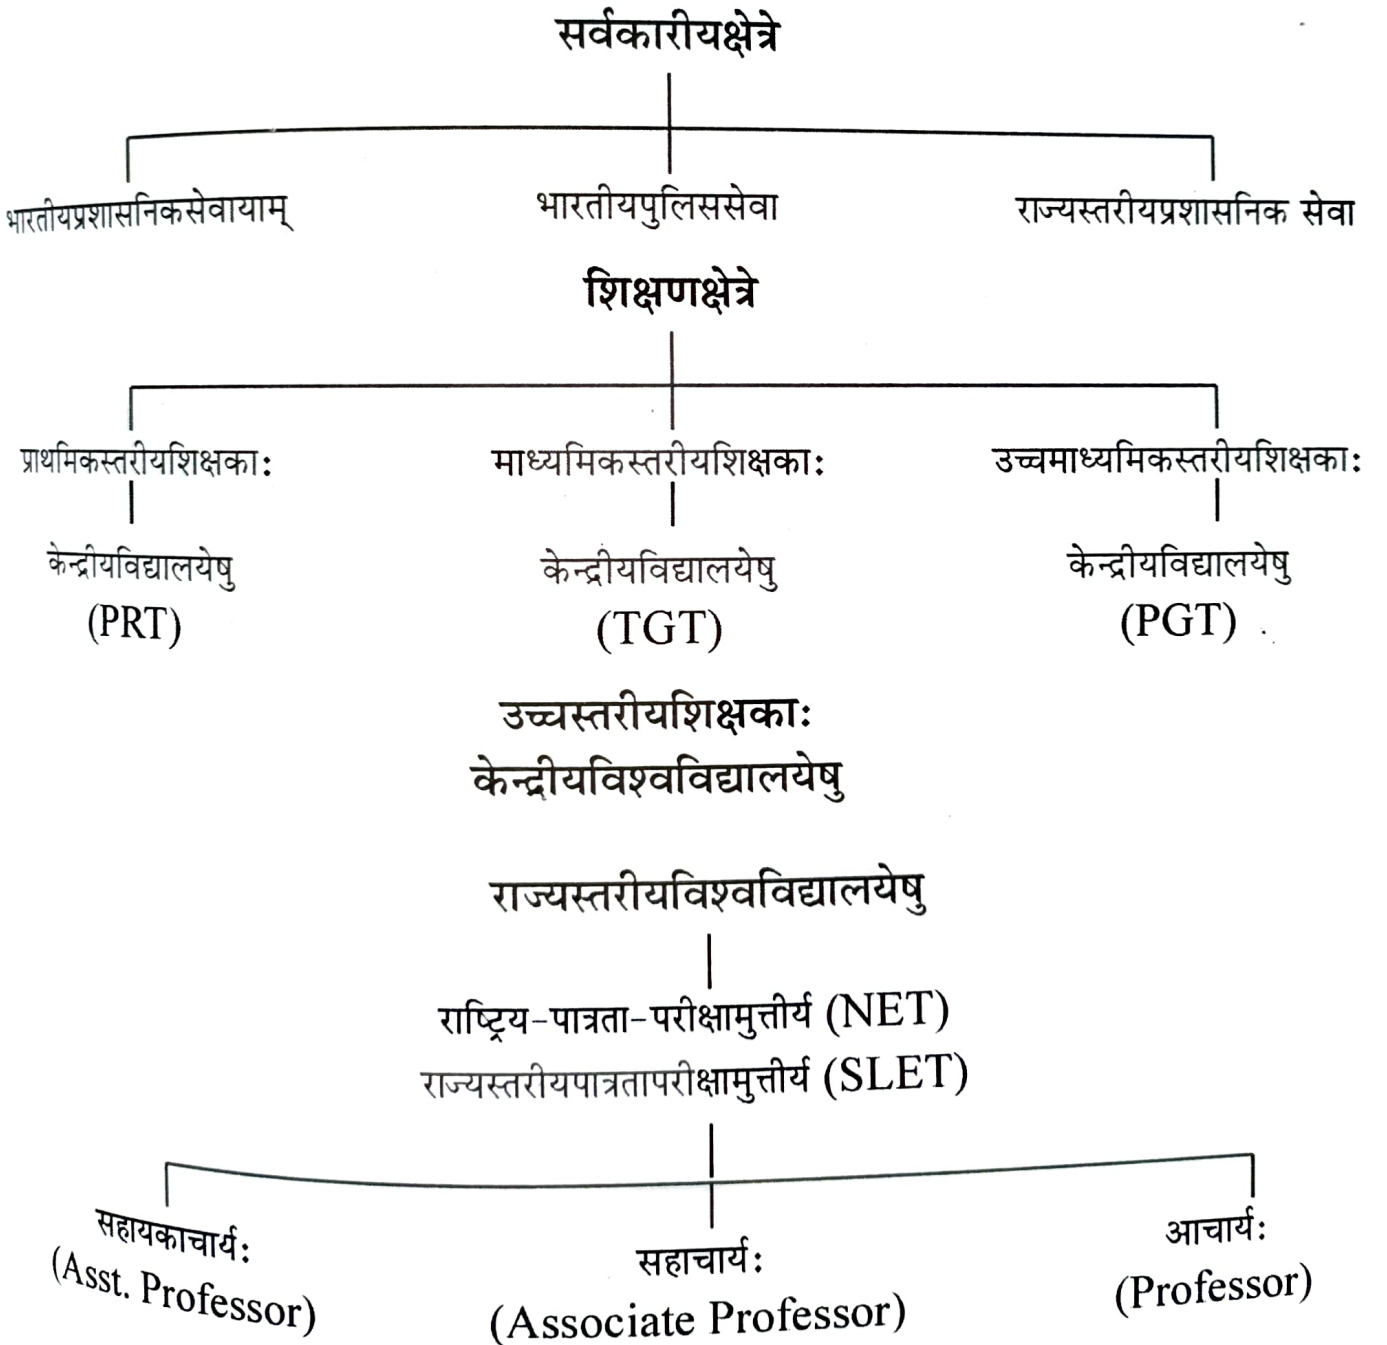 सर्वकारीयक्षेत्रे
भारतीयप्रशासनिकसेवायाम् भारतीयपुलिससेवा राज्यस्तरीयप्रशासनिक सेवा
शिक्षणक्षेत्रे
प्राथमिकस्तरीयशिक्षकाः माध्यमिकस्तरीयशिक्षकाः उच्चमाध्यमिकस्तरीयशिक्षकाः
केन्द्रीयविद्यालयेषु केन्द्रीयविद्यालयेषु केन्द्रीयविद्यालयेषु
(PRT) (TGT) (PGT)
उच्चस्तरीयशिक्षकाः
केन्द्रीयविश्वविद्यालयेषु
राज्यस्तरीयविश्वविद्यालयेषु
राष्ट्रिय-पात्रता-परीक्षामुत्तीर्य (NET)
राज्यस्तरीयपात्रतापरीक्षामुत्तीर्य (SLET)
सहायकाचार्यः सहाचार्यः आचार्यः
(Asst. Professor) (Associate Professor) (Professor)